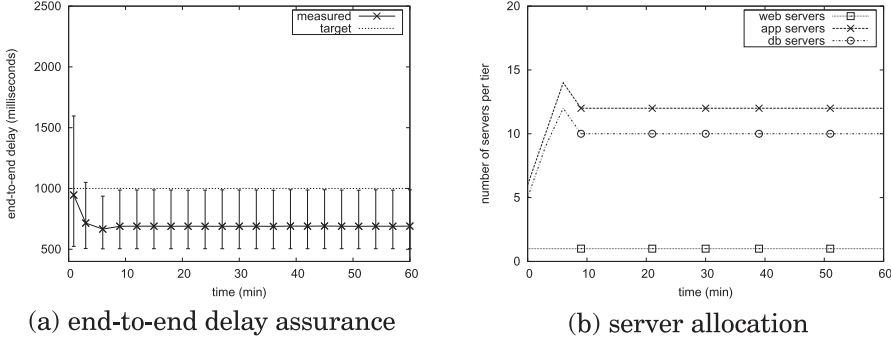 2500
2000
1500
1000
500
0
10
20
30
40
50
60
end-to-end delay (milliseconds)
time (min)
measured
target
(a) end-to-end delay assurance
20
15
10
5
0
0
10
20
30
40
50
60
number of servers per tier
time (min)
web servers
app servers
db servers
(b) server allocation